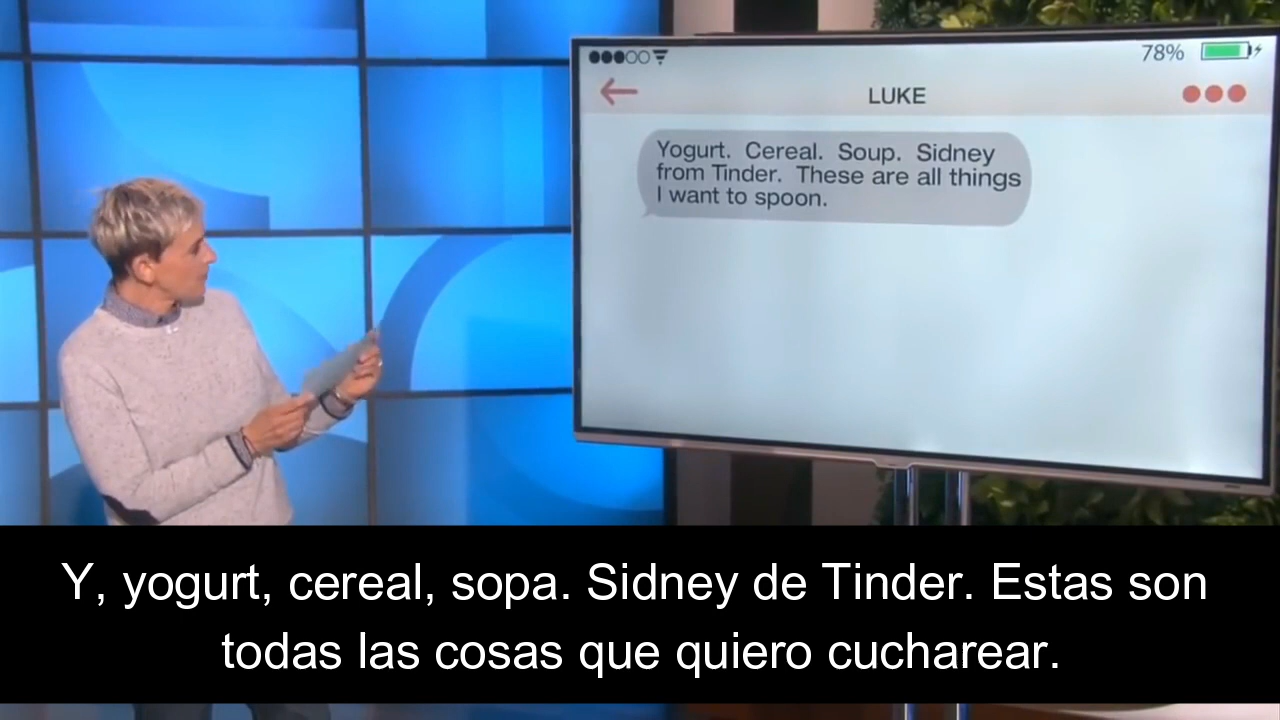 78%
LUKE
Yogurt. Cereal. Soup. Sidney
from Tinder. These are all things
I want to spoon.
Y, yogurt, cereal, sopa. Sidney de Tinder. Estas son
todas las cosas que quiero cucharear.